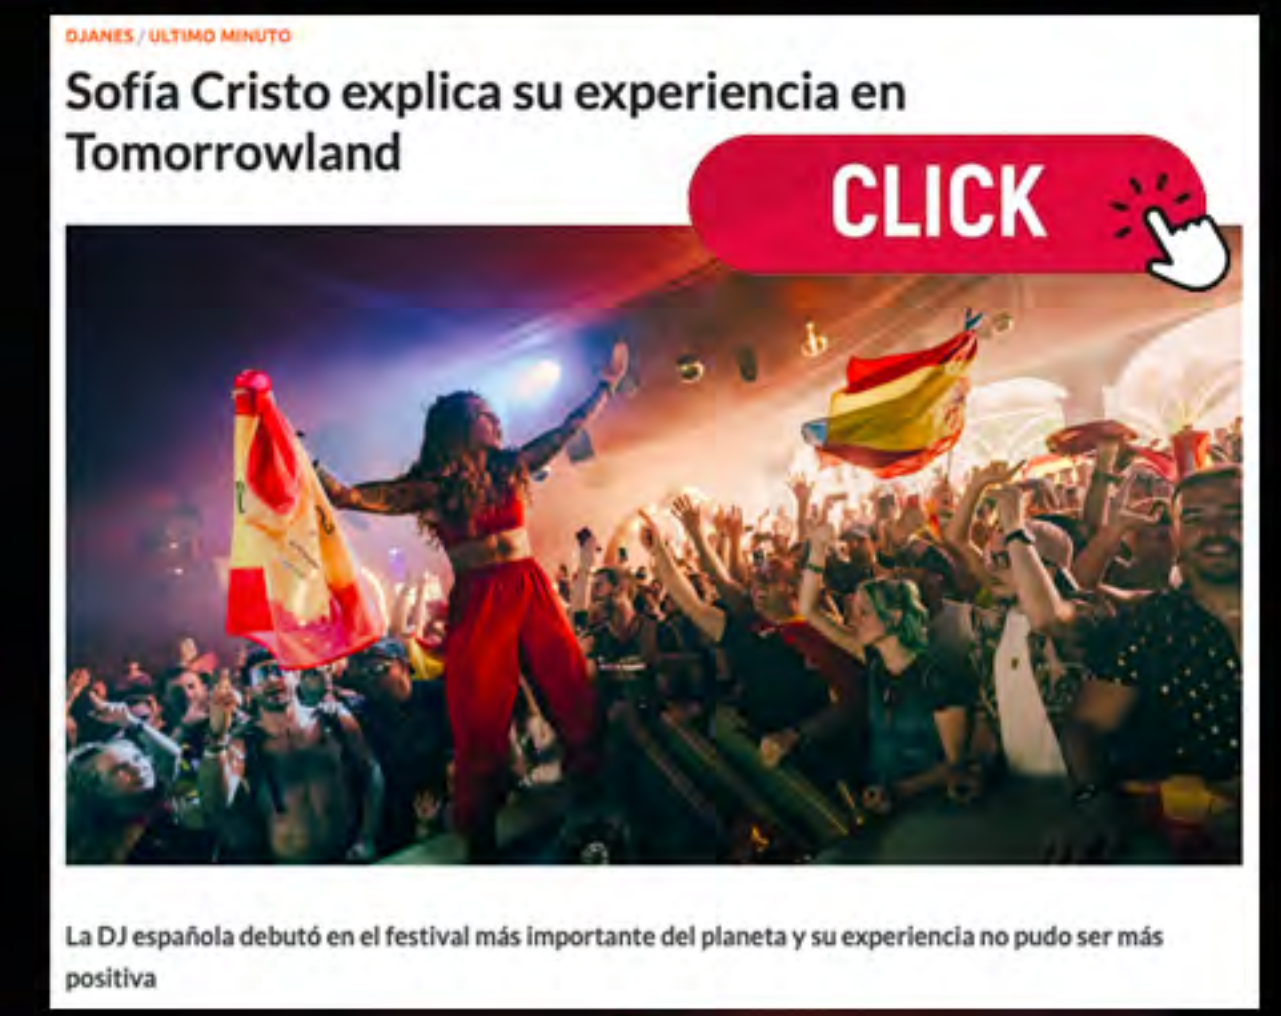 DJANES / ULTIMO MINUTO
Sofía Cristo explica su experiencia en
Tomorrowland
CLICK
La DJ española debutó en el festival más importante del planeta y su experiencia no pudo ser más
positiva